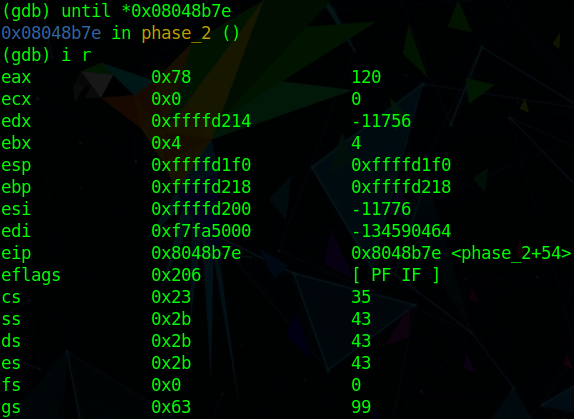 (gdb) until *0x08048b7e
0x08048b7e in phase_2 ()
(gdb) i r
eax 0x78 120
ecx 0x0 0
edx 0xffffd214 -11756
ebx 0x4 4
esp 0xffffd1f0 0xffffd1f0
ebp 0xffffd218 0xffffd218
esi 0xffffd200 -11776
edi 0xf7fa5000 -134590464
eip 0x8048b7e 0x8048b7e <phase_2+54>
eflags 0x206 [ PF IF ]
cs 0x23 35
ss 0x2b 43
ds 0x2b 43
es 0x2b 43
fs 0x0 0
gs 0x63 99